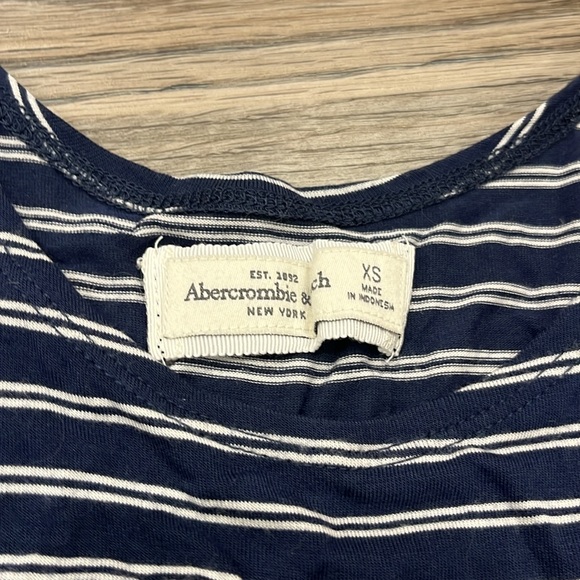 EST. 1892
Abercrombie & ch
NEW YORK
XS
MADE
IN INDONESIA